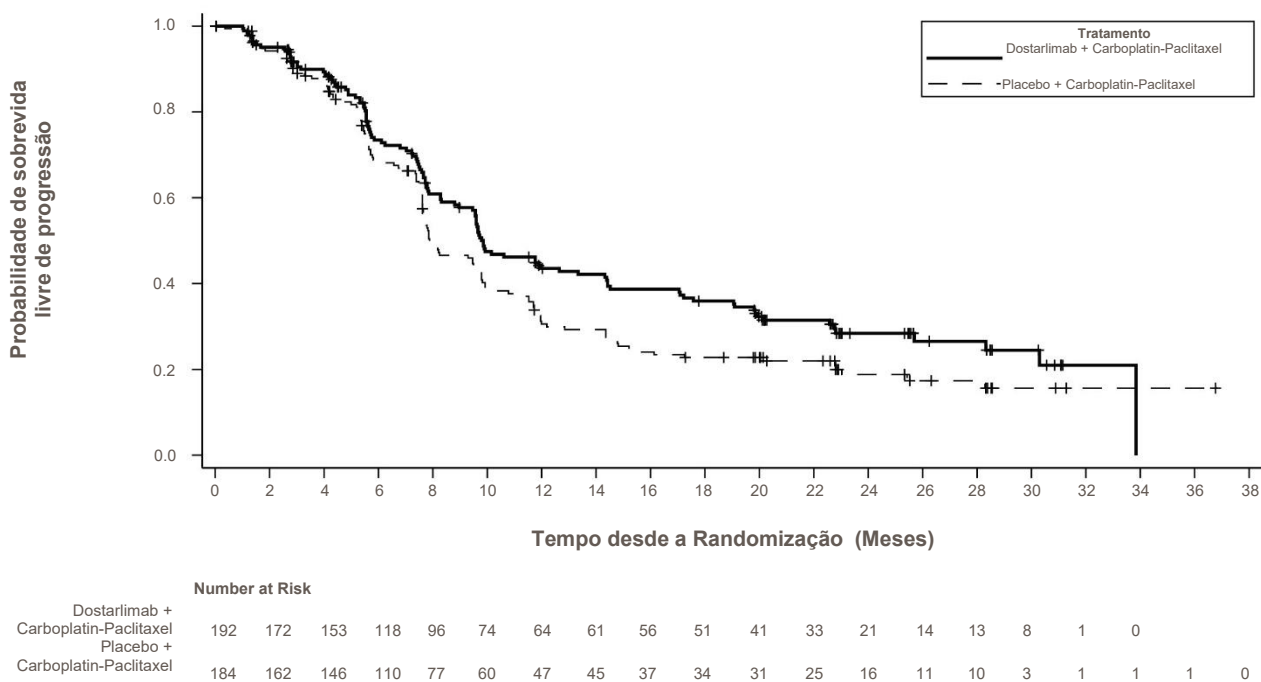 Probabilidade de sobrevida
livre de progressão
1.0
0.8
0.6
0.4
0.2
0.0
Tratamento
Dostarlimab + Carboplatin-Paclitaxel
Placebo + Carboplatin-Paclitaxel
0 2 4 6 8 10 12 14 16 18 20 22 24 26 28 30 32 34 36 38
Tempo desde a Randomização (Meses)
Number at Risk
Dostarlimab +
Carboplatin-Paclitaxel 192 172 153 118 96 74 64 61 56 51 41 33 21 14 13 8 1 0
Placebo +
Carboplatin-Paclitaxel 184 162 146 110 77 60 47 45 37 34 31 25 16 11 10 3 1 1 1 0